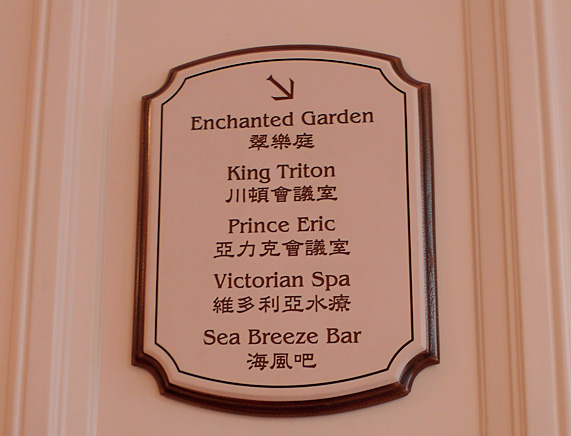 Enchanted Garden
翠樂庭
King Triton
川頓會議室
Prince Eric
亞力克會議室
Victorian Spa
維多利亞水療
Sea Breeze Bar
海風吧